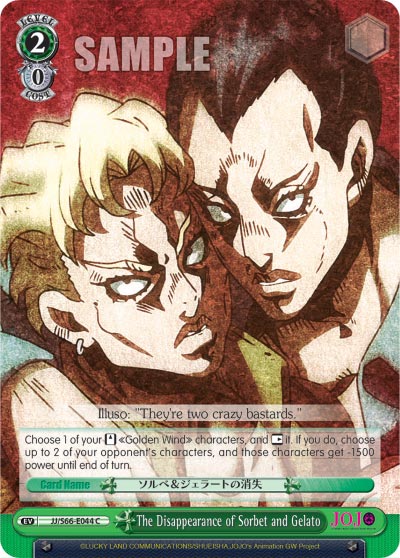 LEVEL
2
0
COST
SAMPLE
Illuso: "They're two crazy bastards."
Choose 1 of your «Golden Wind» characters, and it. If you do, choose
up to 2 of your opponent's characters, and those characters get -1500
power until end of turn.
Card Name
ソルベ&ジェラートの消失
EV JJ/S66-E044 C
The Disappearance of Sorbet and Gelato
JOJO
©LUCKY LAND COMMUNICATIONS/SHUEISHA,JOJO's Animation GW Project